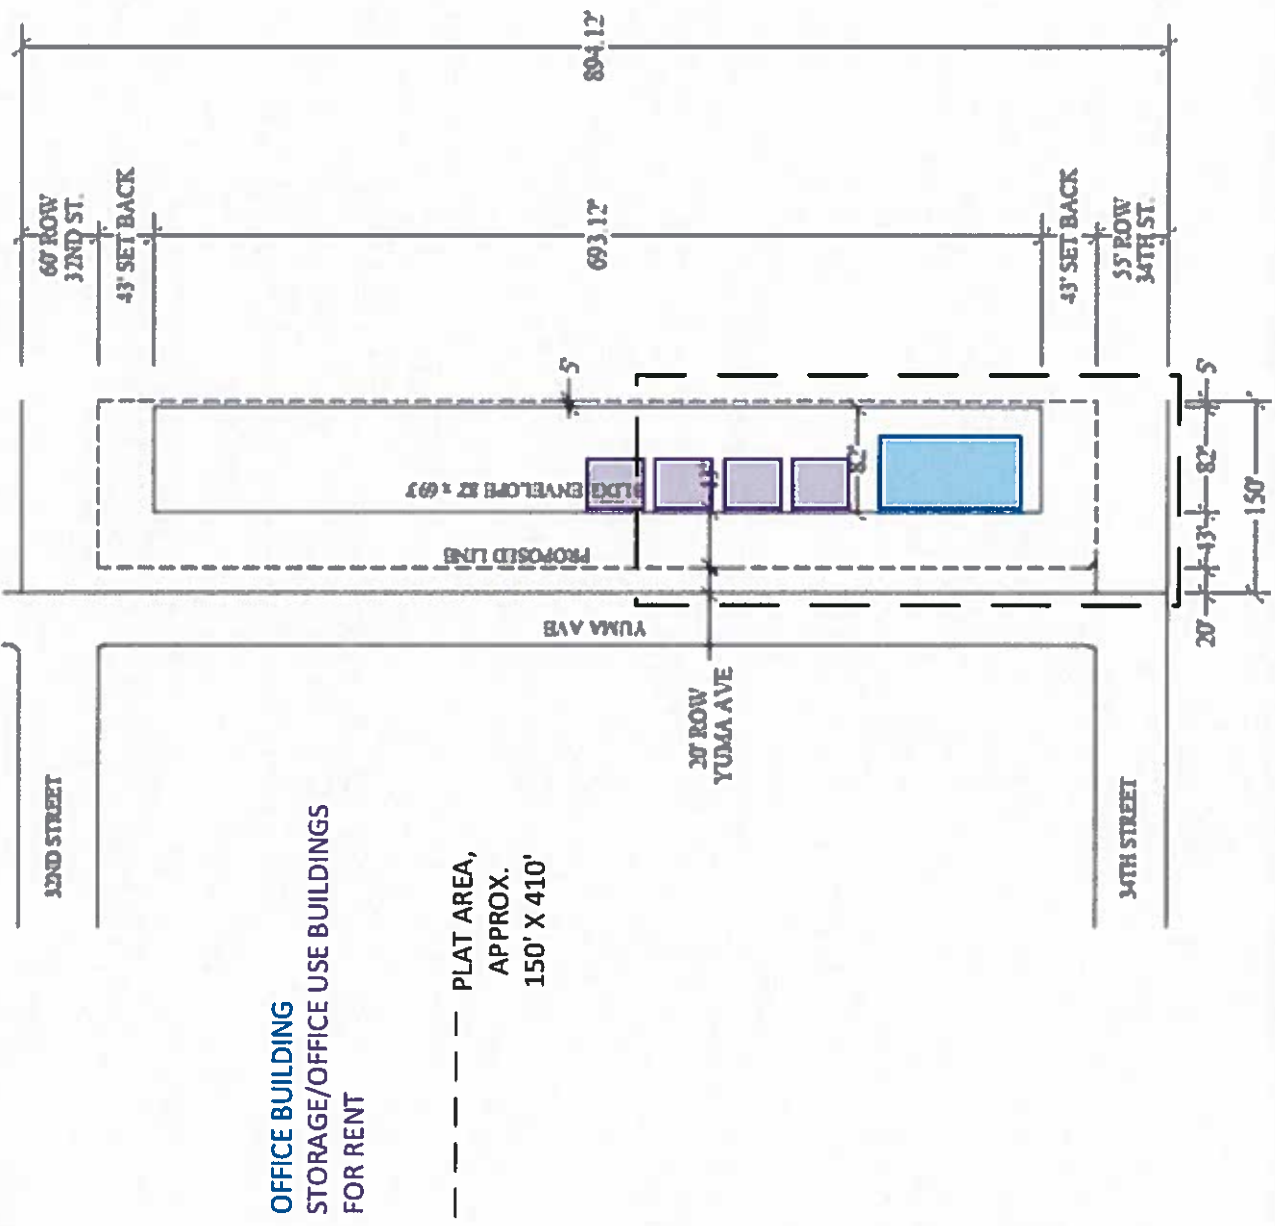 894.12'
60' ROW
32ND ST.
43' SET BACK
693.12'
43' SET BACK
55' ROW
34TH ST.
5'
BLDG ENVELOPE 82' x 693'
43'
82'
PROPOSED LINE
YUMA AVE
20' ROW
YUMA AVE
20'
43'
82'
5'
150'
32ND STREET
34TH STREET
OFFICE BUILDING
STORAGE/OFFICE USE BUILDINGS
FOR RENT
PLAT AREA,
APPROX.
150' X 410'